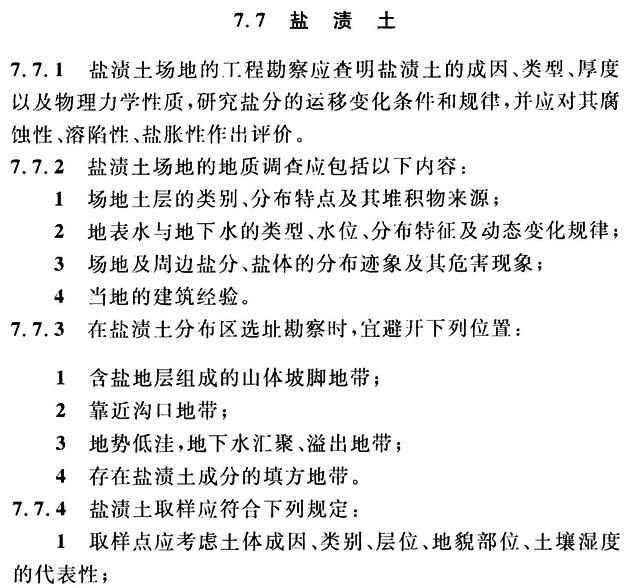 7.7 盐 渍 土
7.7.1 盐渍土场地的工程勘察应查明盐渍土的成因、类型、厚度
以及物理力学性质,研究盐分的运移变化条件和规律,并应对其腐
蚀性、溶陷性、盐胀性作出评价。
7.7.2 盐渍土场地的地质调查应包括以下内容:
1 场地土层的类别、分布特点及其堆积物来源;
2 地表水与地下水的类型、水位、分布特征及动态变化规律;
3 场地及周边盐分、盐体的分布迹象及其危害现象;
4 当地的建筑经验。
7.7.3 在盐渍土分布区选址勘察时,宜避开下列位置:
1 含盐地层组成的山体坡脚地带;
2 靠近沟口地带;
3 地势低洼,地下水汇聚、溢出地带;
4 存在盐渍土成分的填方地带。
7.7.4 盐渍土取样应符合下列规定:
1 取样点应考虑土体成因、类别、层位、地貌部位、土壤湿度
的代表性;